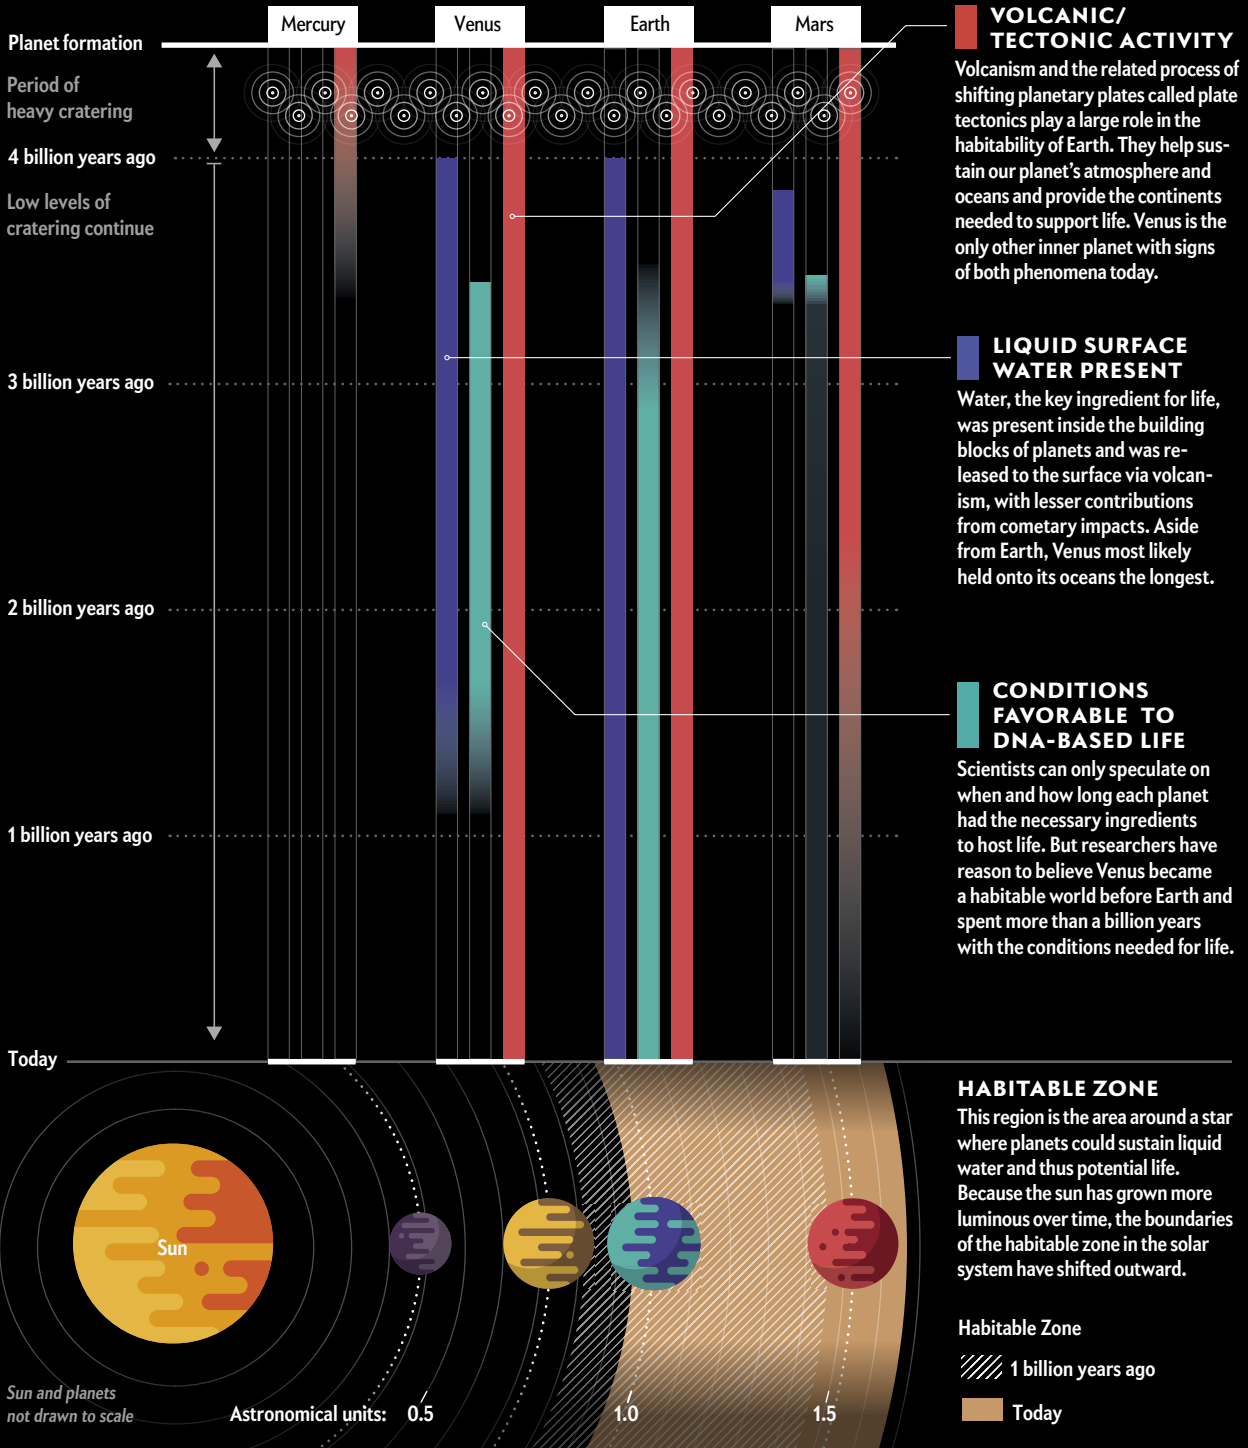 Mercury
Venus
Earth
Mars
Planet formation
Period of
heavy cratering
4 billion years ago
Low levels of
cratering continue
3 billion years ago
2 billion years ago
1 billion years ago
Today
VOLCANIC/
TECTONIC ACTIVITY
Volcanism and the related process of
shifting planetary plates called plate
tectonics play a large role in the
habitability of Earth. They help sus-
tain our planet’s atmosphere and
oceans and provide the continents
needed to support life. Venus is the
only other inner planet with signs
of both phenomena today.
LIQUID SURFACE
WATER PRESENT
Water, the key ingredient for life,
was present inside the building
blocks of planets and was re-
leased to the surface via volcan-
ism, with lesser contributions
from cometary impacts. Aside
from Earth, Venus most likely
held onto its oceans the longest.
CONDITIONS
FAVORABLE TO
DNA-BASED LIFE
Scientists can only speculate on
when and how long each planet
had the necessary ingredients
to host life. But researchers have
reason to believe Venus became
a habitable world before Earth and
spent more than a billion years
with the conditions needed for life.
HABITABLE ZONE
This region is the area around a star
where planets could sustain liquid
water and thus potential life.
Because the sun has grown more
luminous over time, the boundaries
of the habitable zone in the solar
system have shifted outward.
Habitable Zone
1 billion years ago
Today
Sun
Sun and planets
not drawn to scale
Astronomical units: 0.5 1.0 1.5